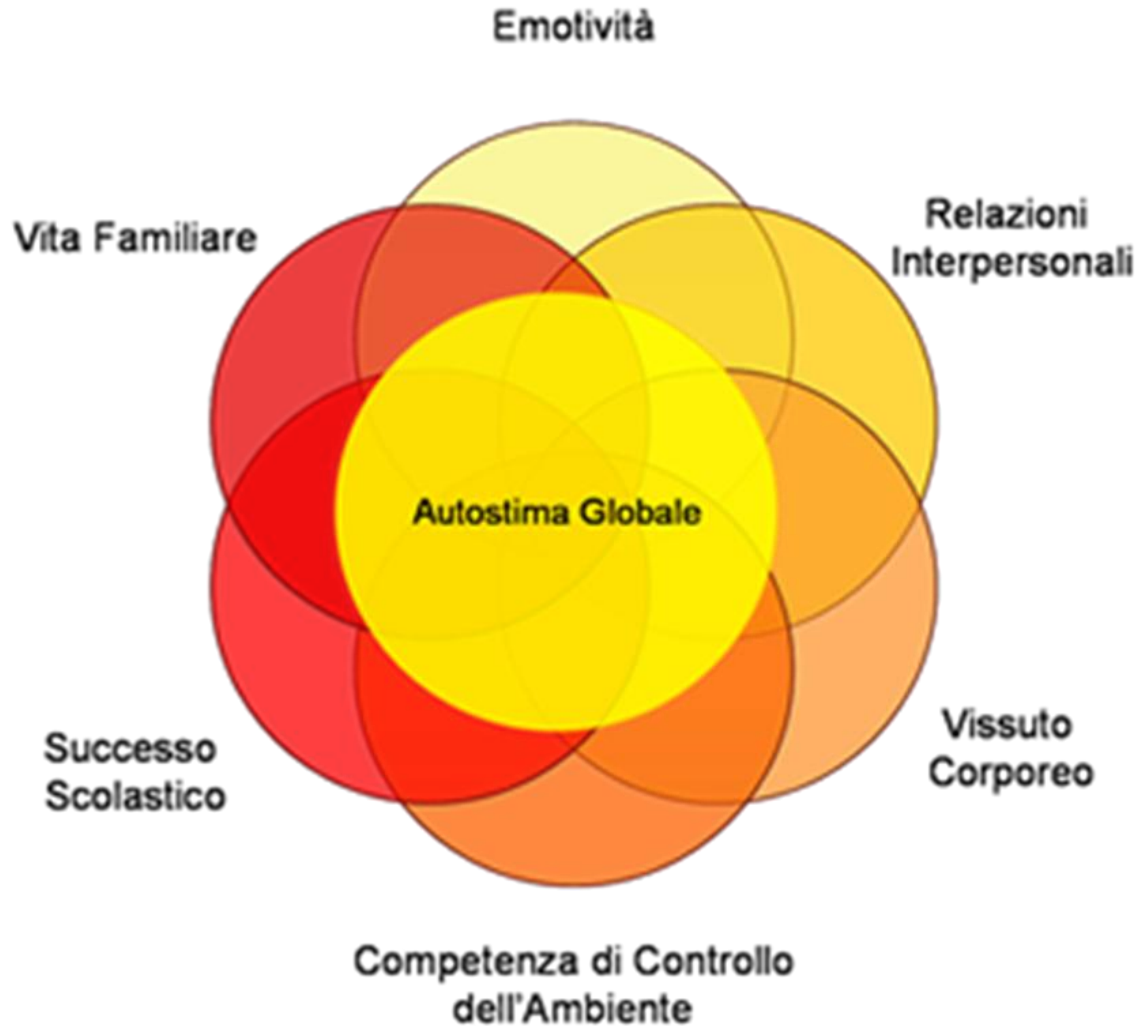 Emotività
Vita Familiare
Relazioni
Interpersonali
Autostima Globale
Successo
Scolastico
Vissuto
Corporeo
Competenza di Controllo
dell'Ambiente